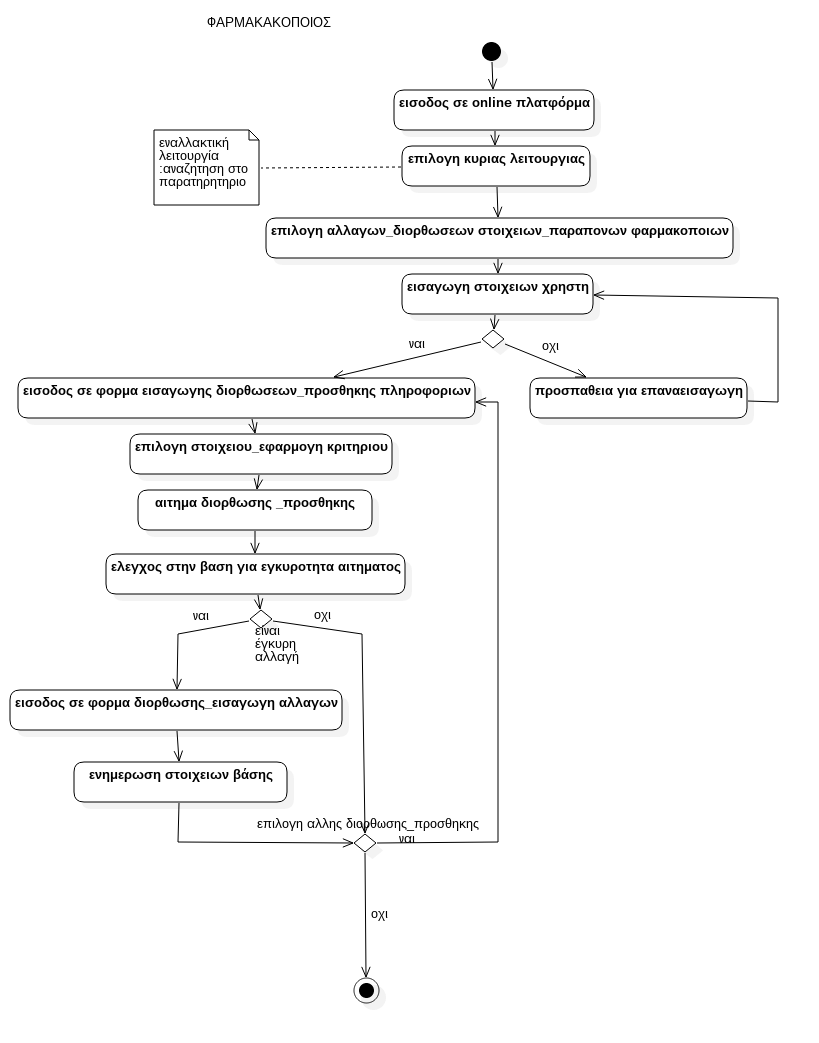 ΦΑΡΜΑΚΑΚΟΠΟΙΟΣ
εισοδος σε online πλατφόρμα
εναλλακτική
λειτουργία
:αναζητηση στο
παρατηρητηριο
επιλογη κυριας λειτουργιας
επιλογη αλλαγων_διορθωσεων στοιχειων_παραπονων φαρμακοποιων
εισαγωγη στοιχειων χρηστη
ναι
οχι
εισοδος σε φορμα εισαγωγης διορθωσεων_προσθηκης πληροφοριων
προσπαθεια για επαναεισαγωγη
επιλογη στοιχειου_εφαρμογη κριτηριου
αιτημα διορθωσης _προσθηκης
ελεγχος στην βαση για εγκυροτητα αιτηματος
ναι
οχι
είναι
έγκυρη
αλλαγή
εισοδος σε φορμα διορθωσης_εισαγωγη αλλαγων
ενημερωση στοιχειων βάσης
επιλογη αλλης διορθωσης_προσθηκης
ναι
οχι